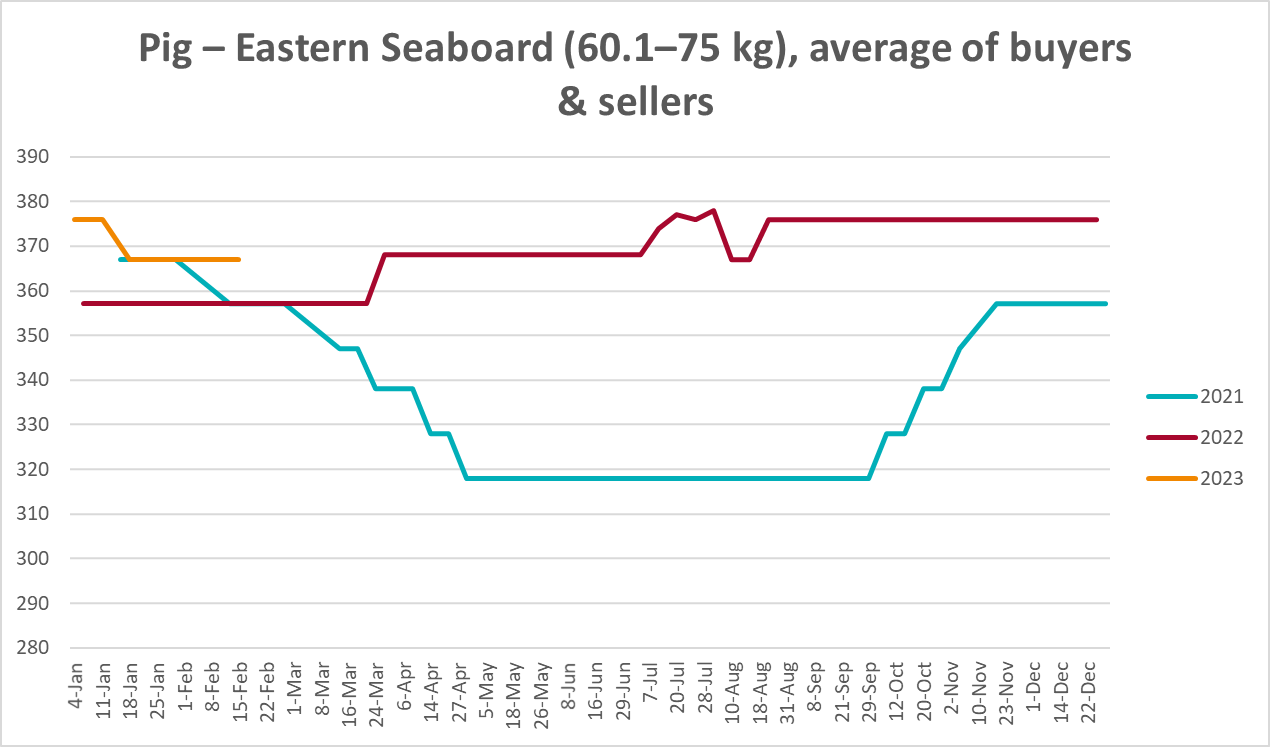 Pig – Eastern Seaboard (60.1–75 kg), average of buyers
& sellers
390
380
370
360
350
340
330
320
310
300
290
280
4-Jan
11-Jan
18-Jan
25-Jan
1-Feb
8-Feb
15-Feb
22-Feb
1-Mar
8-Mar
16-Mar
24-Mar
6-Apr
14-Apr
27-Apr
5-May
18-May
26-May
8-Jun
16-Jun
29-Jun
7-Jul
20-Jul
28-Jul
10-Aug
18-Aug
31-Aug
8-Sep
21-Sep
29-Sep
12-Oct
20-Oct
2-Nov
10-Nov
23-Nov
1-Dec
14-Dec
22-Dec
2021
2022
2023